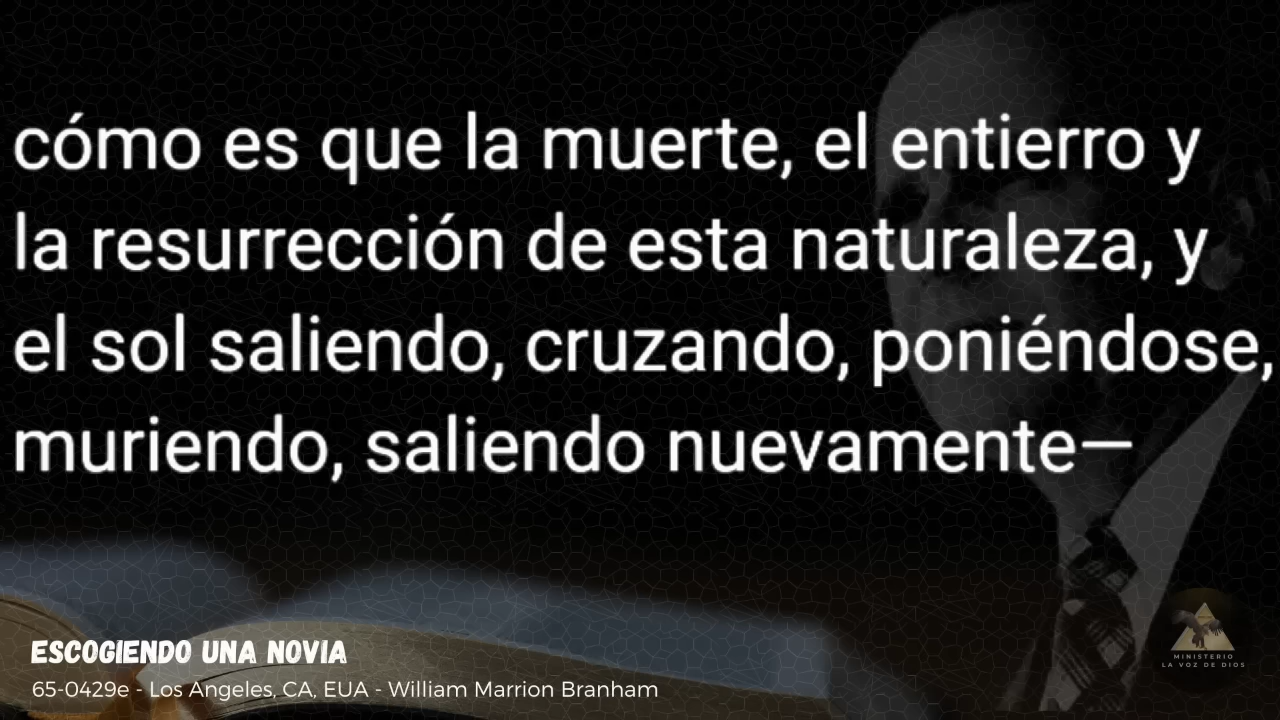 cómo es que la muerte, el entierro y
la resurrección de esta naturaleza, y
el sol saliendo, cruzando, poniéndose,
muriendo, saliendo nuevamente—
ESCOGIENDO UNA NOVIA
65-0429e - Los Angeles, CA, EUA - William Marrion Branham
MINISTERIO
LA VOZ DE DIOS